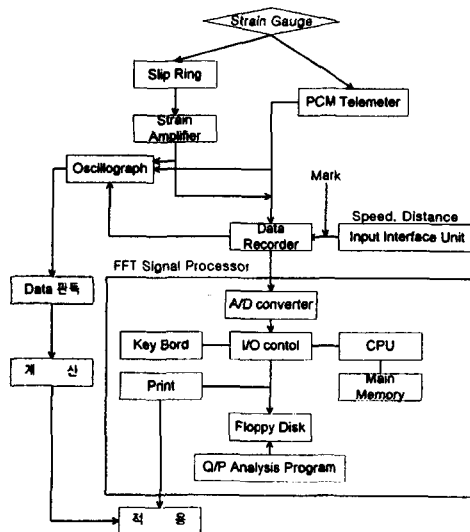 Strain Gauge
Slip Ring
PCM Telemeter
Strain
Amplifier
Oscillograph
Mark
Speed, Distance
Data
Recorder
Input Interface Unit
FFT Signal Processor
Data 판독
A/D converter
Key Bord
I/O contol
CPU
계 산
Print
Main
Memory
Floppy Disk
Q/P Analysis Program
적 용